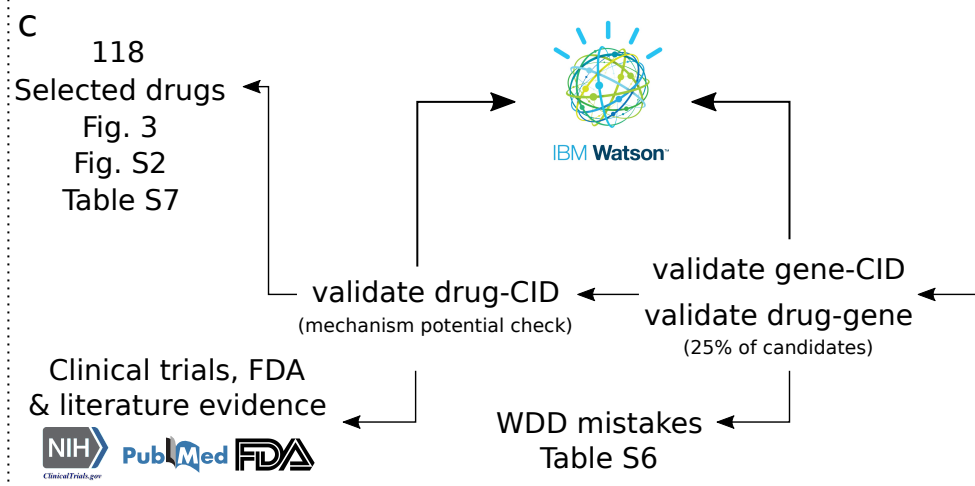 c
118
Selected drugs
Fig. 3
Fig. S2
Table S7
IBM Watson™
validate gene-CID
validate drug-gene
(25% of candidates)
validate drug-CID
(mechanism potential check)
Clinical trials, FDA
& literature evidence
NIH
ClinicalTrials.gov
PubMed
FDA
WDD mistakes
Table S6